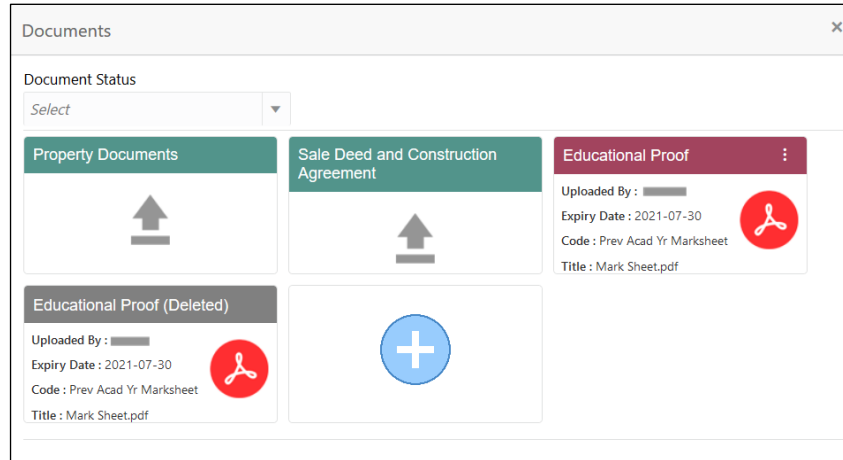 Documents
Document Status
Select
Property Documents
Sale Deed and Construction
Agreement
Educational Proof
Uploaded By :
Expiry Date : 2021-07-30
Code : Prev Acad Yr Marksheet
Title : Mark Sheet.pdf
Educational Proof (Deleted)
Uploaded By :
Expiry Date : 2021-07-30
Code : Prev Acad Yr Marksheet
Title : Mark Sheet.pdf